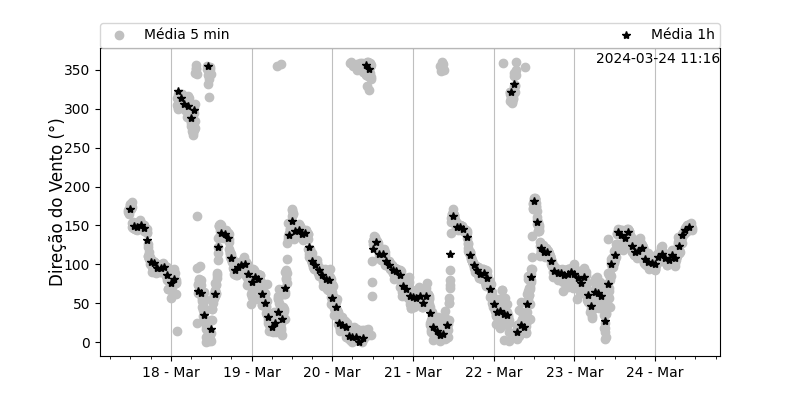 Média 5 min
Média 1h
2024-03-24 11:16
Direção do Vento (°)
350
300
250
200
150
100
50
0
18 - Mar
19 - Mar
20 - Mar
21 - Mar
22 - Mar
23 - Mar
24 - Mar